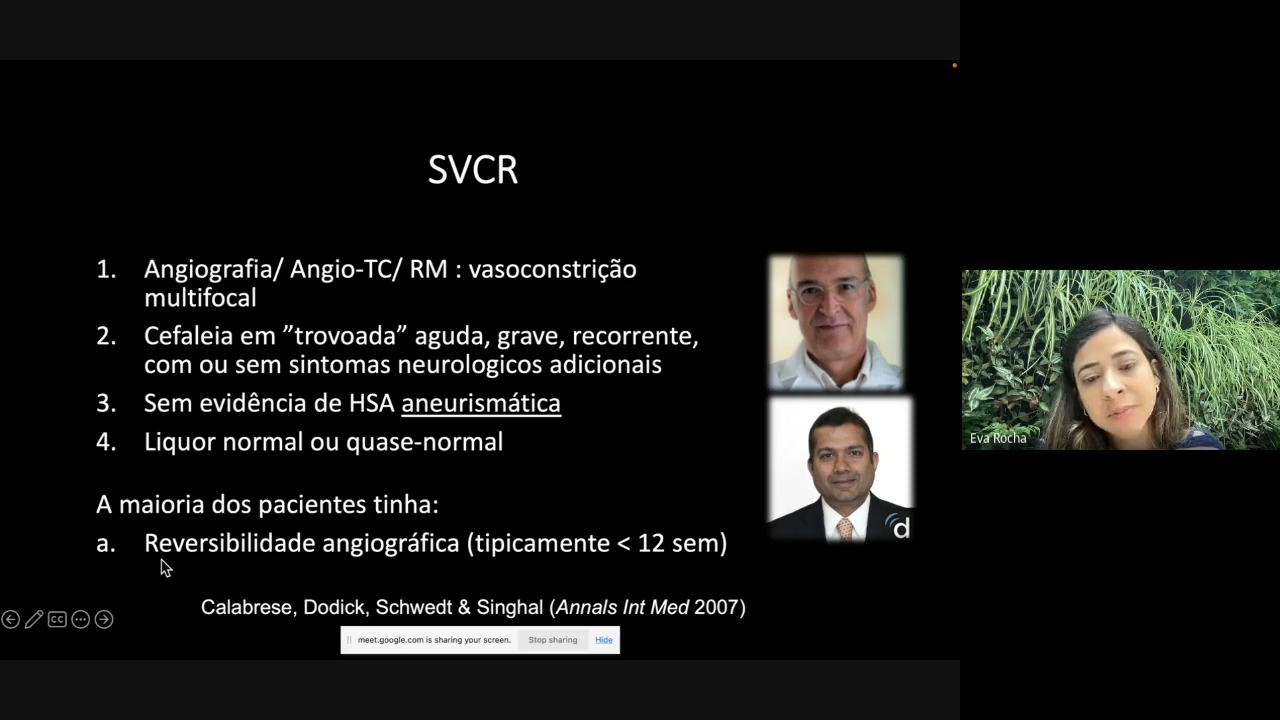 SVCR
1. Angiografia/ Angio-TC/ RM : vasoconstrição
multifocal
2. Cefaleia em ”trovoada” aguda, grave, recorrente,
com ou sem sintomas neurologicos adicionais
3. Sem evidência de HSA aneurismática
4. Liquor normal ou quase-normal
A maioria dos pacientes tinha:
a. Reversibilidade angiográfica (tipicamente < 12 sem)
Calabrese, Dodick, Schwedt & Singhal (Annals Int Med 2007)
CC
meet.google.com is sharing your screen. Stop sharing Hide
d
Eva Rocha